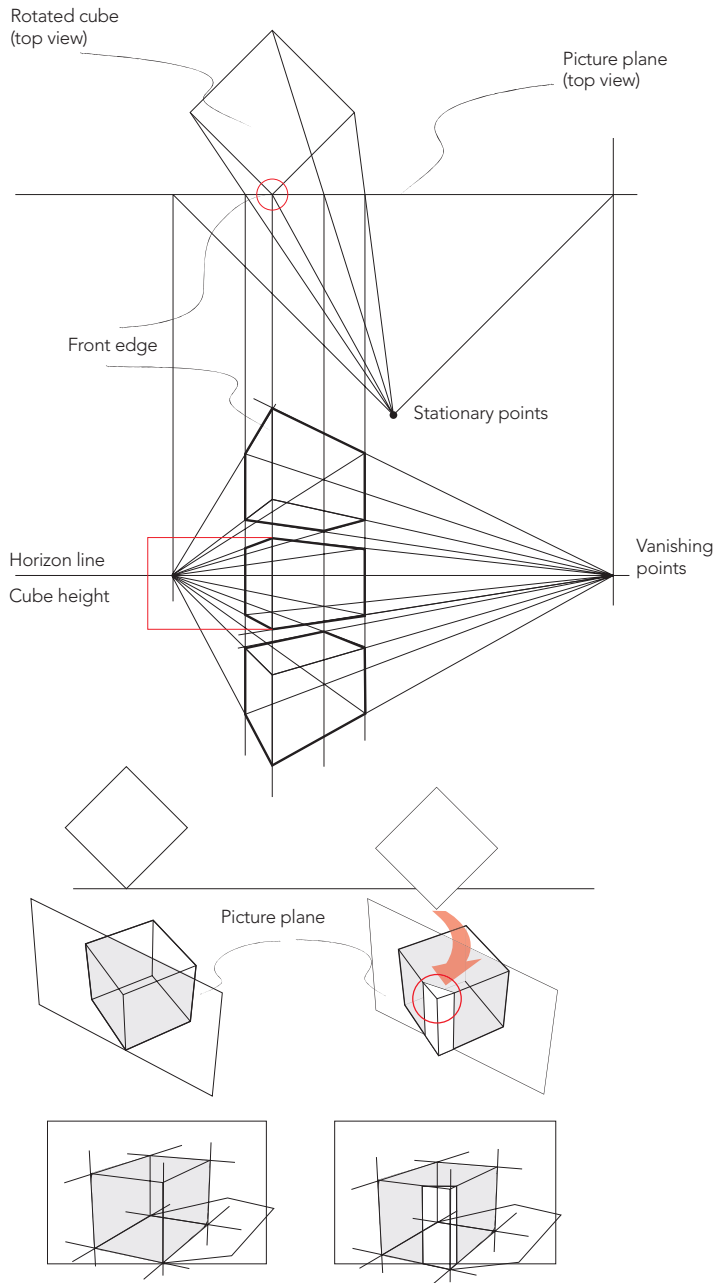 Rotated cube
(top view)
Picture plane
(top view)
Front edge
Stationary points
Horizon line
Cube height
Vanishing
points
Picture plane